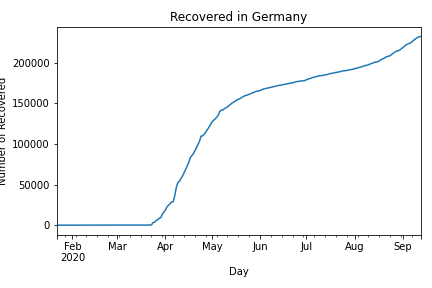 Recovered in Germany
Number of Recovered
200000
150000
100000
50000
0
Feb
2020
Mar
Apr
May
Jun
Jul
Aug
Sep
Day